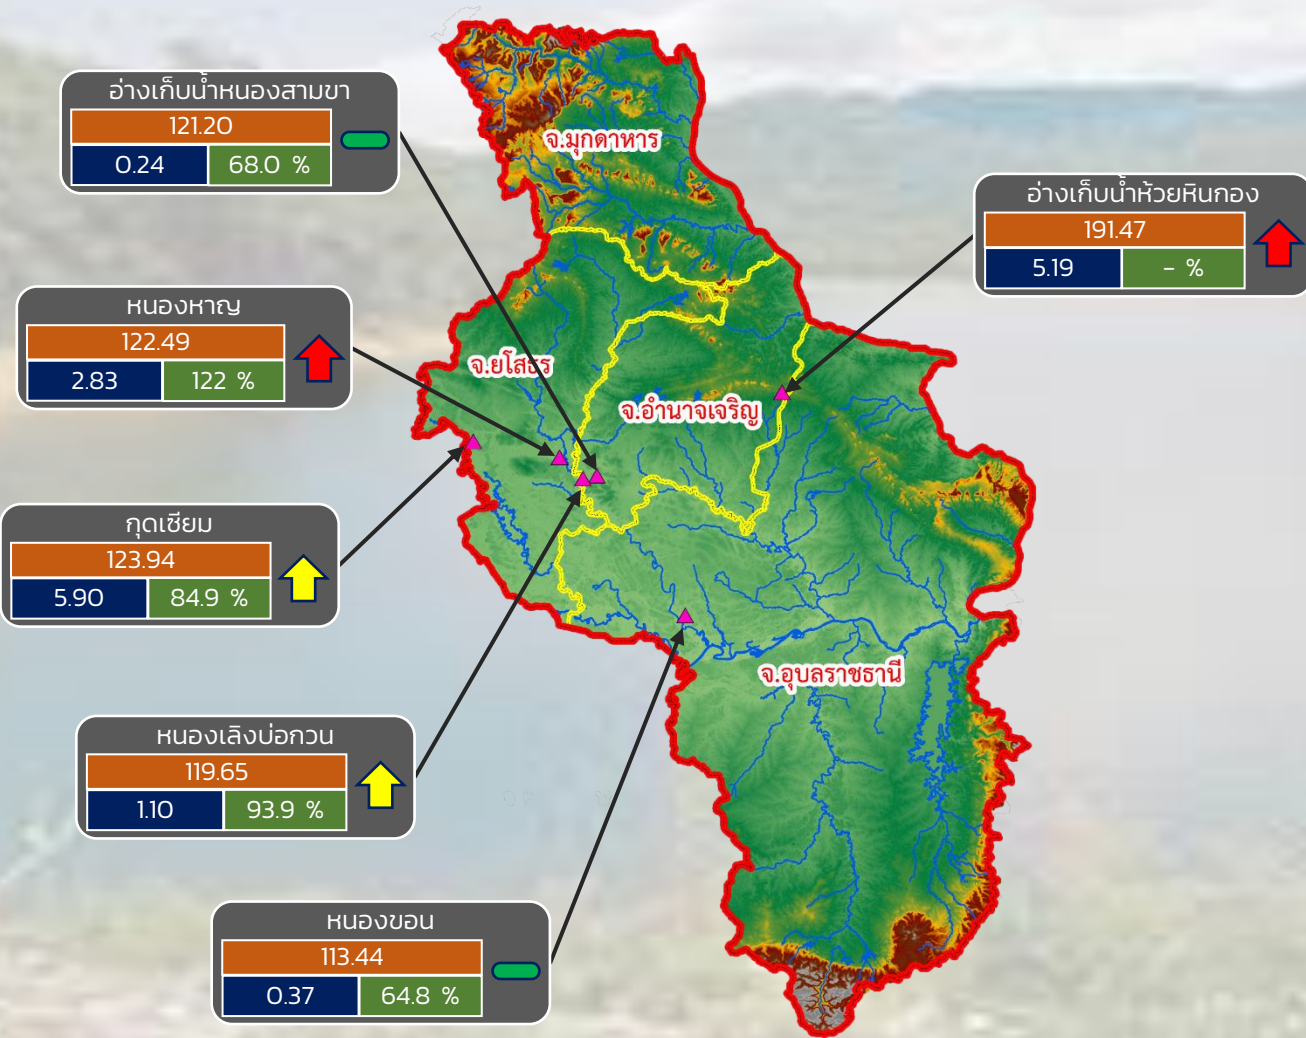 อ่างเก็บน้ำหนองสามขา
121.20
0.24 68.0 %
จ.มุกดาหาร
อ่างเก็บน้ำห้วยหินกอง
191.47
5.19 - %
หนองหาญ
122.49
2.83 122 %
จ.ยโสธร
จ.อำนาจเจริญ
กุดเซียม
123.94
5.90 84.9 %
จ.อุบลราชธานี
หนองเลิงบ่อกวน
119.65
1.10 93.9 %
หนองขอน
113.44
0.37 64.8 %